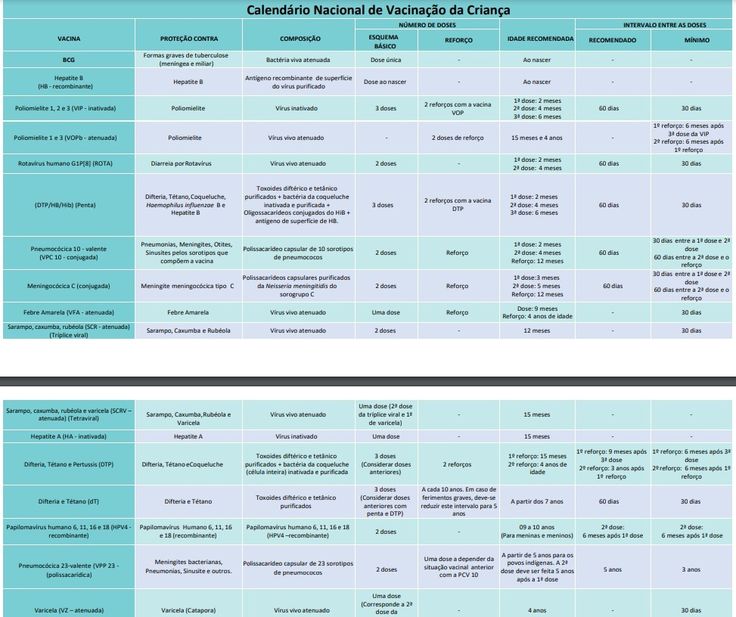 Calendário Nacional de Vacinação da Criança
NÚMERO DE DOSES
INTERVALO ENTRE AS DOSES
VACINA
PROTEÇÃO CONTRA
COMPOSIÇÃO
ESQUEMA
BÁSICO
REFORÇO
IDADE RECOMENDADA
RECOMENDADO
MÍNIMO
BCG
Formas graves de tuberculose
(meníngea e miliar)
Bactéria viva atenuada
Dose única
-
Ao nascer
-
-
Hepatite B
(HB - recombinante)
Hepatite B
Antígeno recombinante de superfície
do vírus purificado
Dose ao nascer
-
Ao nascer
-
-
Poliomielite 1, 2 e 3 (VIP - inativada)
Poliomielite
Vírus inativado
3 doses
2 reforços com a vacina
VOP
1ª dose: 2 meses
2ª dose: 4 meses
3ª dose: 6 meses
60 dias
30 dias
Poliomielite 1 e 3 (VOPb - atenuada)
Poliomielite
Vírus vivo atenuado
-
2 doses de reforço
15 meses e 4 anos
-
1º reforço: 6 meses após
3ª dose da VIP
2º reforço: 6 meses após
1º reforço
Rotavírus humano G1P[8] (ROTA)
Diarreia por Rotavírus
Vírus vivo atenuado
2 doses
-
1ª dose: 2 meses
2ª dose: 4 meses
60 dias
30 dias
(DTP/HB/Hib) (Penta)
Difteria, Tétano,Coqueluche,
Haemophilus influenzae B e
Hepatite B
Toxoides diftérico e tetânico
purificados + bactéria da coqueluche
inativada e purificada +
Oligossacarídeos conjugados do HiB +
antígeno de superfície de HB.
3 doses
2 reforços com a vacina
DTP
1ª dose: 2 meses
2ª dose: 4 meses
3ª dose: 6 meses
60 dias
30 dias
Pneumocócica 10 - valente
(VPC 10 - conjugada)
Pneumonias, Meningites, Otites,
Sinusites pelos sorotipos que
compõem a vacina
Polissacarídeo capsular de 10 sorotipos
de pneumococos
2 doses
Reforço
1ª dose: 2 meses
2ª dose: 4 meses
Reforço: 12 meses
60 dias
30 dias entre a 1ª dose e 2ª
dose
60 dias entre a 2ª dose e o
reforço
Meningocócica C (conjugada)
Meningite meningocócica tipo C
Polissacarídeos capsulares purificados
da Neisseria meningitidis do
sorogrupo C
2 doses
Reforço
1ª dose:3 meses
2ª dose: 5 meses
Reforço: 12 meses
60 dias
30 dias entre a 1ª dose e 2ª
dose
60 dias entre a 2ª dose e o
reforço
Febre Amarela (VFA - atenuada)
Febre Amarela
Vírus vivo atenuado
Uma dose
Reforço
Dose: 9 meses
Reforço: 4 anos de idade
-
30 dias
Sarampo, caxumba, rubéola (SCR - atenuada)
(Tríplice viral)
Sarampo, Caxumba e Rubéola
Vírus vivo atenuado
2 doses
-
12 meses
-
30 dias
Sarampo, caxumba, rubéola e varicela (SCRV –
atenuada) (Tetraviral)
Sarampo, Caxumba,Rubéola e
Varicela
Vírus vivo atenuado
Uma dose (2ª dose
da tríplice viral e 1ª
de varicela)
-
15 meses
-
-
Hepatite A (HA - inativada)
Hepatite A
Vírus inativado
Uma dose
-
15 meses
-
-
Difteria, Tétano e Pertussis (DTP)
Difteria, Tétano eCoqueluche
Toxoides diftérico e tetânico
purificados + bactéria da coqueluche
(célula inteira) inativada e purificada
3 doses
(Considerar doses
anteriores)
2 reforços
1º reforço: 15 meses
2º reforço: 4 anos de
idade
1º reforço: 9 meses após
3ª dose
2º reforço: 3 anos após
1º reforço
1º reforço: 6 meses após 3ª
dose
2º reforço: 6 meses após 1º
reforço
Difteria e Tétano (dT)
Difteria e Tétano
Toxoides diftérico e tetânico
purificados
3 doses
(Considerar doses
anteriores com
penta e DTP)
A cada 10 anos. Em caso de
ferimentos graves, deve-se
reduzir este intervalo para 5
anos
A partir dos 7 anos
60 dias
30 dias
Papilomavírus humano 6, 11, 16 e 18 (HPV4 -
recombinante)
Papilomavírus Humano 6, 11, 16
e 18 (recombinante)
Papilomavírus humano 6, 11, 16 e 18
(HPV4 –recombinante)
2 doses
-
09 a 10 anos
(Para meninas e meninos)
2ª dose:
6 meses após 1ª dose
2ª dose:
6 meses após 1ª dose
Pneumocócica 23-valente (VPP 23 -
(polissacarídica)
Meningites bacterianas,
Pneumonias, Sinusite e outros.
Polissacarídeo capsular de 23 sorotipos
de pneumococos
2 doses
Uma dose a depender da
situação vacinal anterior
com a PCV 10
A partir de 5 anos para os
povos indígenas. A 2ª
dose deve ser feita 5 anos
após a 1ª dose
5 anos
3 anos
Varicela (VZ – atenuada)
Varicela (Catapora)
Vírus vivo atenuado
Uma dose
(Corresponde a 2ª
dose da
-
4 anos
-
30 dias